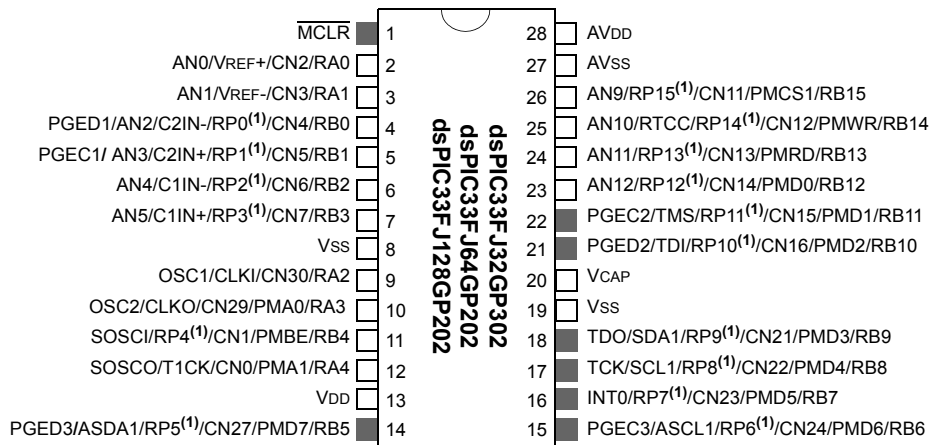 MCLR 1 28 AVDD
AN0/VREF+/CN2/RA0 2 27 AVSS
AN1/VREF-/CN3/RA1 3 26 AN9/RP15(1)/CN11/PMCS1/RB15
PGED1/AN2/C2IN-/RP0(1)/CN4/RB0 4 25 AN10/RTCC/RP14(1)/CN12/PMWR/RB14
PGEC1/ AN3/C2IN+/RP1(1)/CN5/RB1 5 24 AN11/RP13(1)/CN13/PMRD/RB13
AN4/C1IN-/RP2(1)/CN6/RB2 6 23 AN12/RP12(1)/CN14/PMD0/RB12
AN5/C1IN+/RP3(1)/CN7/RB3 7 22 PGEC2/TMS/RP11(1)/CN15/PMD1/RB11
VSS 8 21 PGED2/TDI/RP10(1)/CN16/PMD2/RB10
OSC1/CLKI/CN30/RA2 9 20 VCAP
OSC2/CLKO/CN29/PMA0/RA3 10 19 VSS
SOSCI/RP4(1)/CN1/PMBE/RB4 11 18 TDO/SDA1/RP9(1)/CN21/PMD3/RB9
SOSCO/T1CK/CN0/PMA1/RA4 12 17 TCK/SCL1/RP8(1)/CN22/PMD4/RB8
VDD 13 16 INT0/RP7(1)/CN23/PMD5/RB7
PGED3/ASDA1/RP5(1)/CN27/PMD7/RB5 14 15 PGEC3/ASCL1/RP6(1)/CN24/PMD6/RB6
dsPIC33FJ32GP302
dsPIC33FJ64GP202
dsPIC33FJ128GP202